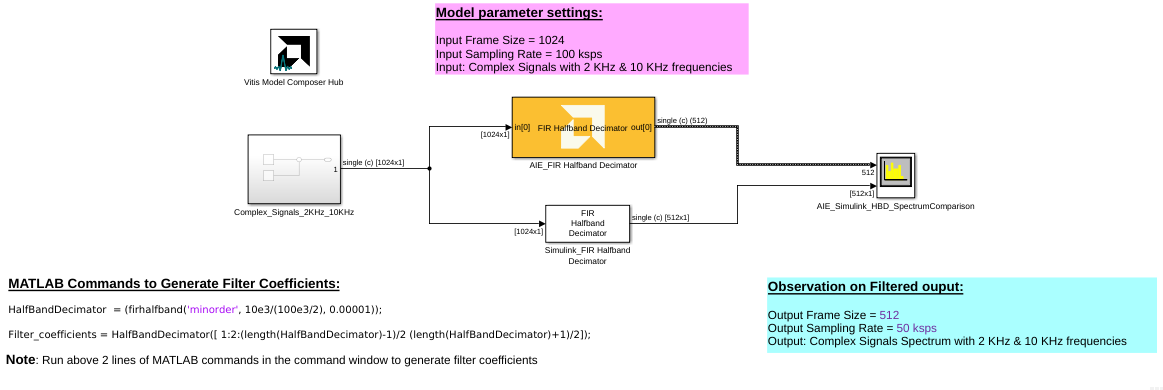 Model parameter settings:
Input Frame Size = 1024
Input Sampling Rate = 100 ksps
Input: Complex Signals with 2 KHz & 10 KHz frequencies
Vitis Model Composer Hub
single (c) [1024x1]
1
Complex_Signals_2KHz_10KHz
[1024x1]
in[0]
FIR Halfband Decimator
out[0]
single (c) (512)
AIE_FIR Halfband Decimator
[1024x1]
FIR
Halfband
Decimator
single (c) [512x1]
Simulink_FIR Halfband
Decimator
512
[512x1]
AIE_Simulink_HBD_SpectrumComparison
MATLAB Commands to Generate Filter Coefficients:
HalfBandDecimator = (firhalfband('minorder', 10e3/(100e3/2), 0.00001));
Filter_coefficients = HalfBandDecimator([ 1:2:(length(HalfBandDecimator)-1)/2 (length(HalfBandDecimator)+1)/2]);
Note: Run above 2 lines of MATLAB commands in the command window to generate filter coefficients
Observation on Filtered ouput:
Output Frame Size = 512
Output Sampling Rate = 50 ksps
Output: Complex Signals Spectrum with 2 KHz & 10 KHz frequencies